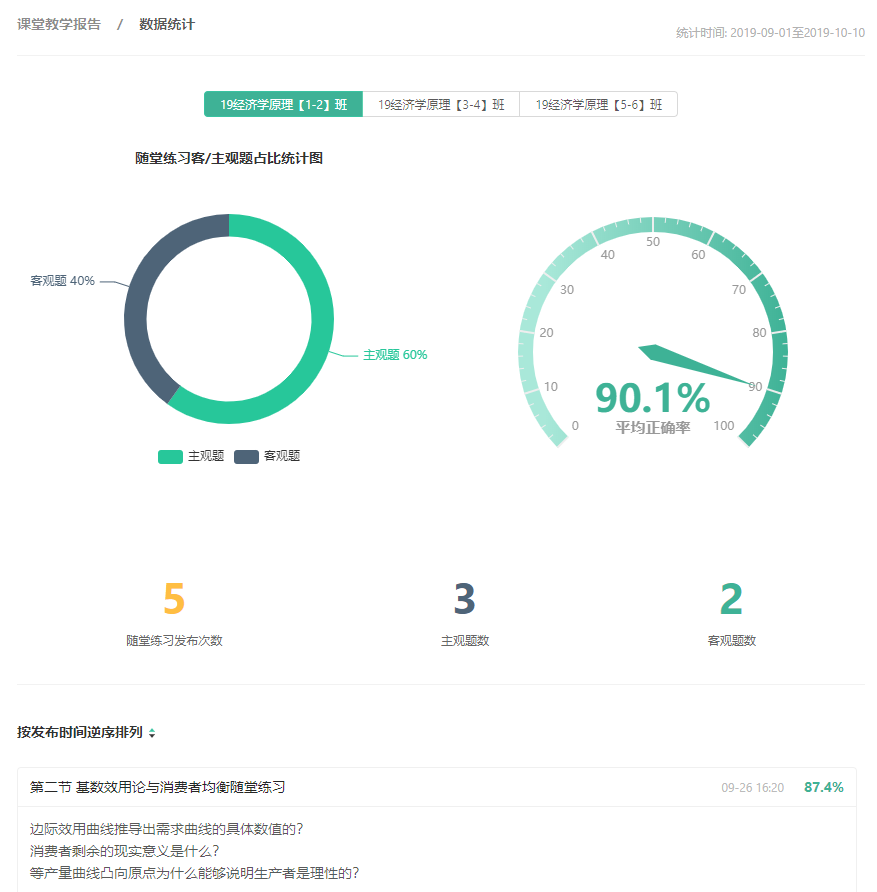 课堂教学报告 / 数据统计
统计时间: 2019-09-01至2019-10-10
19经济学原理【1-2】班 19经济学原理【3-4】班 19经济学原理【5-6】班
随堂练习客/主观题占比统计图
客观题 40%
主观题 60%
主观题 客观题
0
10
20
30
40
50
60
70
80
90
100
90.1%
平均正确率
5
随堂练习发布次数
3
主观题数
2
客观题数
按发布时间逆序排列
第二节 基数效用论与消费者均衡随堂练习 09-26 16:20 87.4%
边际效用曲线推导出需求曲线的具体数值的?
消费者剩余的现实意义是什么?
等产量曲线凸向原点为什么能够说明生产者是理性的?